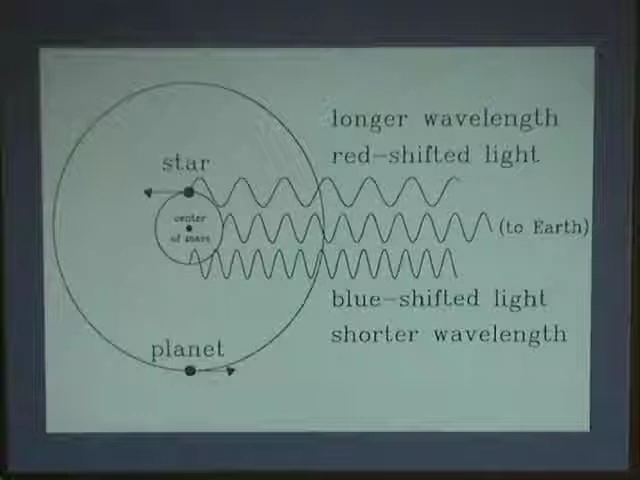 longer wavelength
red-shifted light
star
center
of mass
(to Earth)
blue-shifted light
shorter wavelength
planet